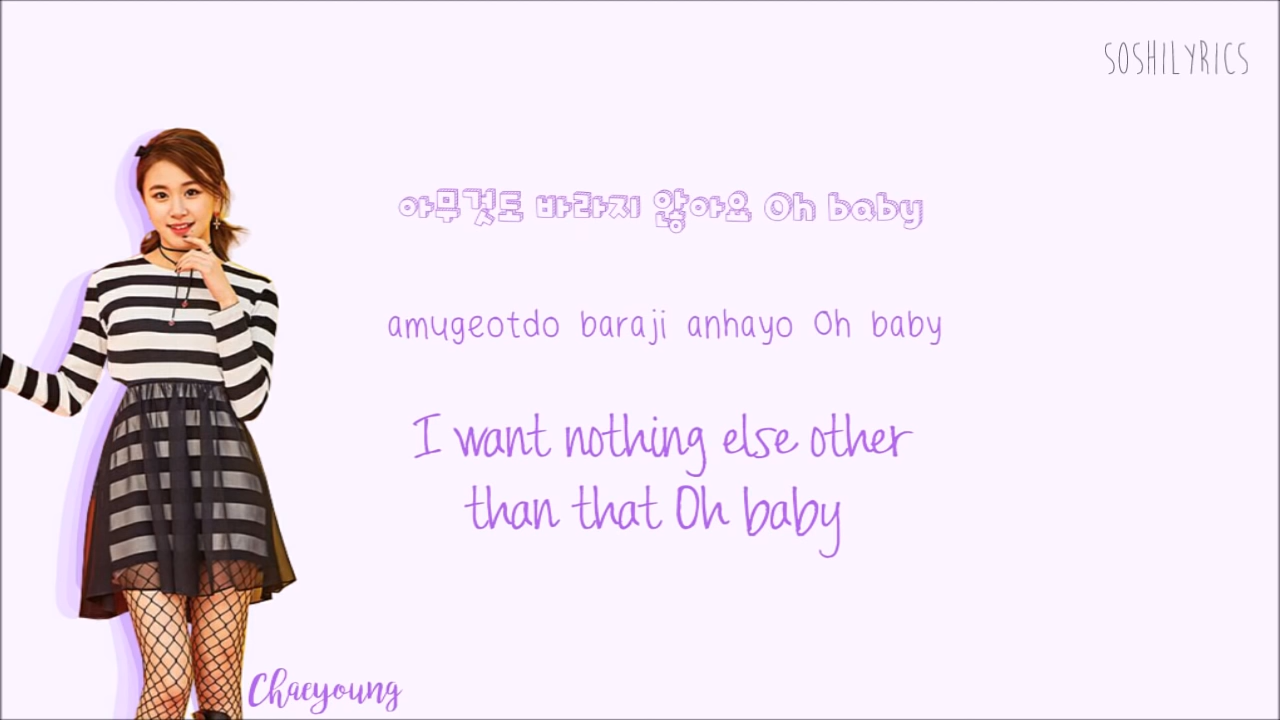 SOSHILYRICS
아무것도 바라지 않아요 Oh baby
amugeotdo baraji anhayo Oh baby
I want nothing else other
than that Oh baby
Chaeyoung